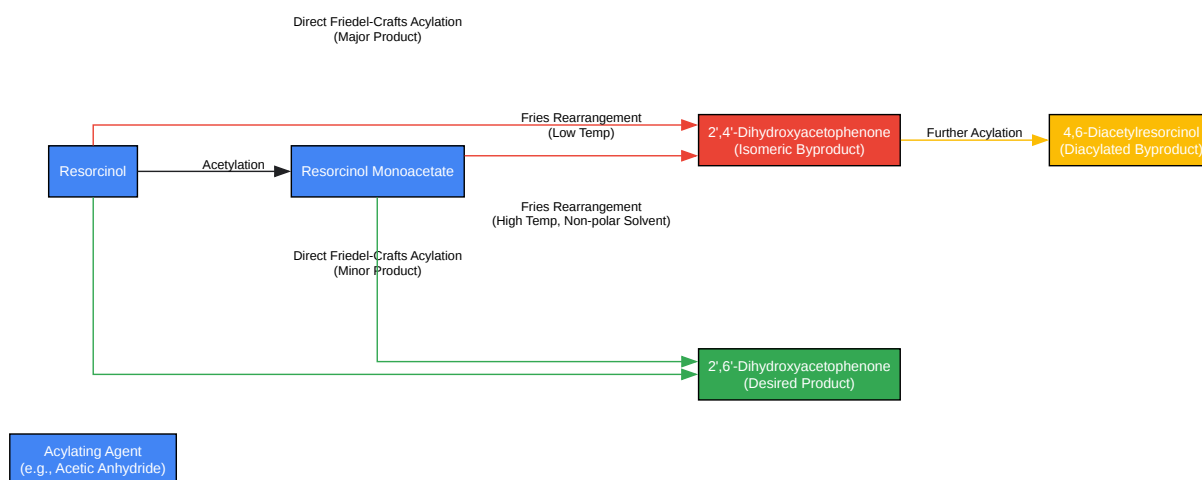 Direct Friedel-Crafts Acylation
(Major Product)
Fries Rearrangement
(Low Temp)
2',4'-Dihydroxyacetophenone
(Isomeric Byproduct)
Further Acylation
4,6-Diacetylresorcinol
(Diacylated Byproduct)
Resorcinol
Acetylation
Resorcinol Monoacetate
Fries Rearrangement
(High Temp, Non-polar Solvent)
Direct Friedel-Crafts Acylation
(Minor Product)
2',6'-Dihydroxyacetophenone
(Desired Product)
Acylating Agent
(e.g., Acetic Anhydride)